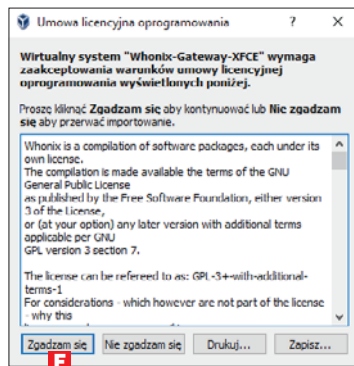 Umowa licencyjna oprogramowania ? ×
Wirtualny system "Whonix-Gateway-XFCE" wymaga
zaakceptowania warunków umowy licencyjnej
oprogramowania wyświetlonych poniżej.
Proszę kliknąć Zgadzam się aby kontynuować lub Nie zgadzam
się aby przerwać importowanie.
Whonix is a compilation of software packages, each under its
own license.
The compilation is made available the terms of the GNU
General Public License
as published by the Free Software Foundation, either version
3 of the License,
or (at your option) any later version with additional terms
applicable per GNU
GPL version 3 section 7.
The license can be refereed to as: GPL-3+-with-additional-
terms-1
For considerations - which however are not part of the license
- why this
Zgadzam się Nie zgadzam się Drukuj... Zapisz...
E